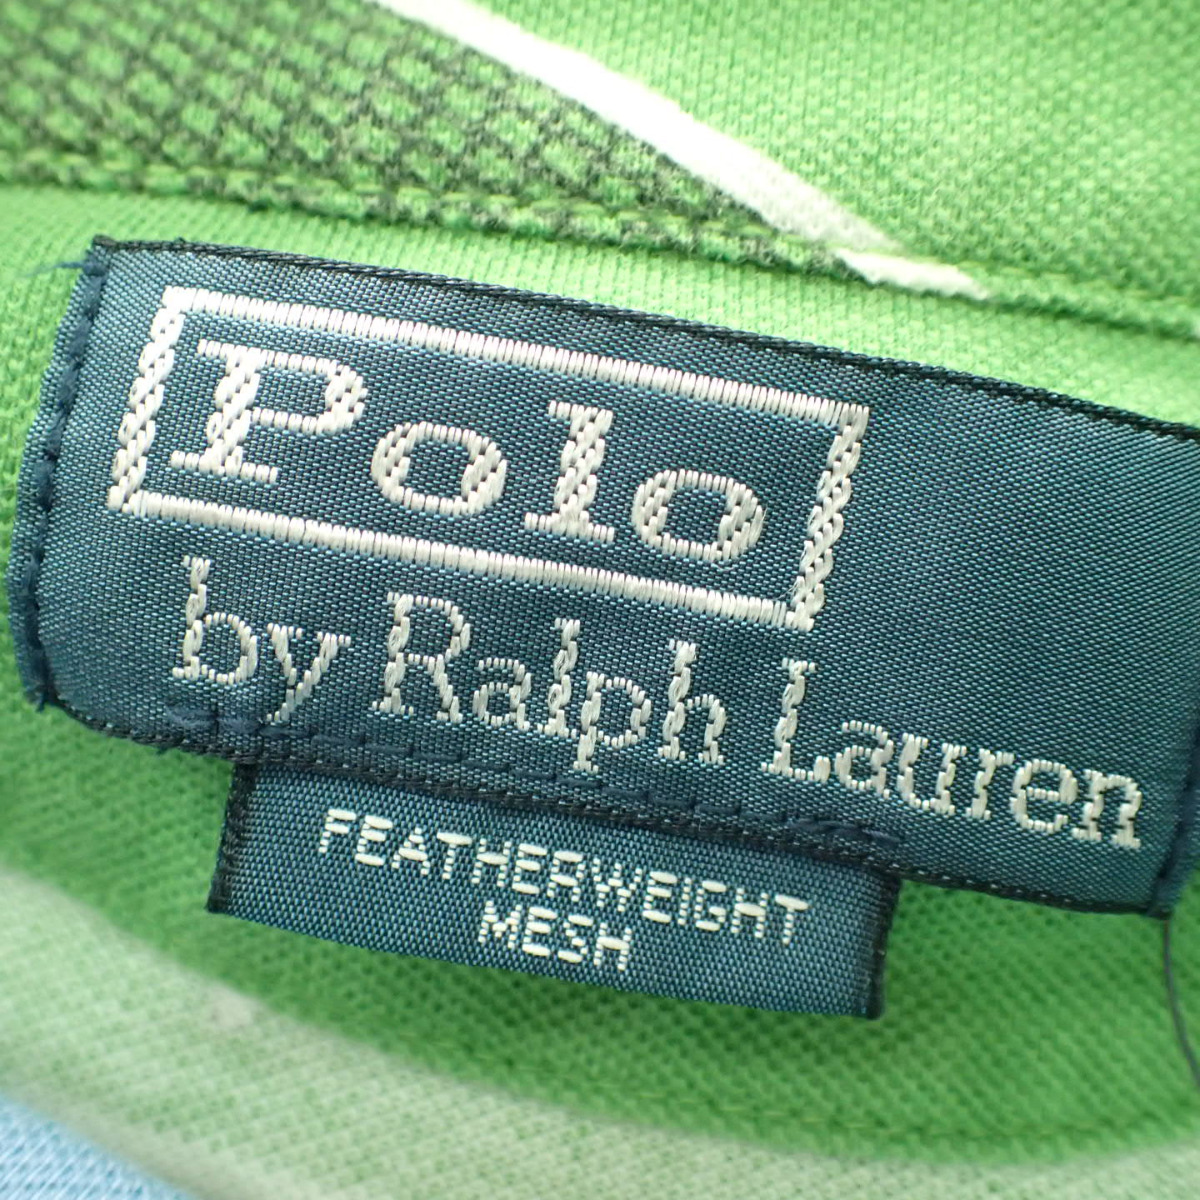 Polo
by Ralph Lauren
FEATHERWEIGHT
MESH